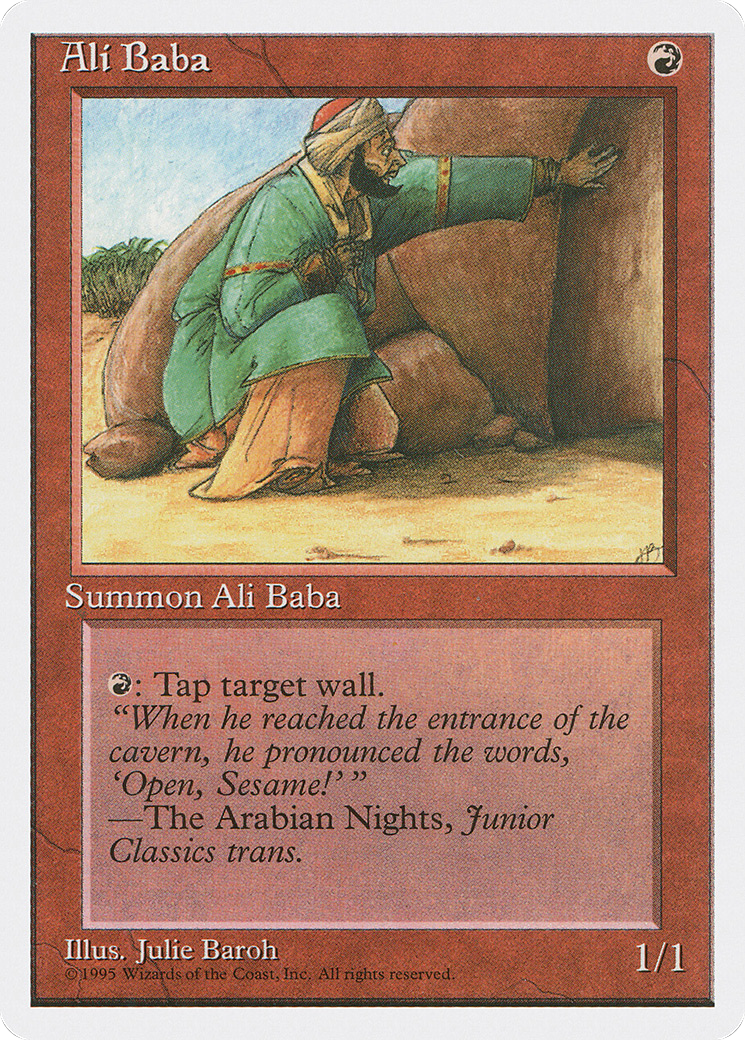 Ali Baba
Summon Ali Baba
: Tap target wall.
“When he reached the entrance of the
cavern, he pronounced the words,
‘Open, Sesame!’ ”
—The Arabian Nights, Junior
Classics trans.
Illus. Julie Baroh
1/1
©1995 Wizards of the Coast, Inc. All rights reserved.